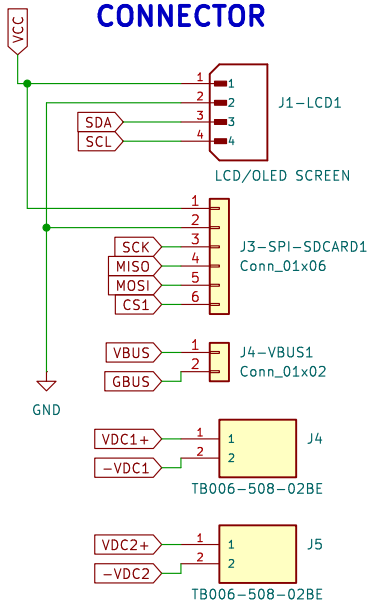 CONNECTOR
VCC
1 1
2 2
SDA 3 3
SCL 4 4
J1-LCD1
LCD/OLED SCREEN
1
2
SCK 3
MISO 4
MOSI 5
CS1 6
J3-SPI-SDCARD1
Conn_01x06
VBUS 1
GBUS 2
J4-VBUS1
Conn_01x02
GND
VDC1+ 1 1
-VDC1 2 2
J4
TB006-508-02BE
VDC2+ 1 1
-VDC2 2 2
J5
TB006-508-02BE